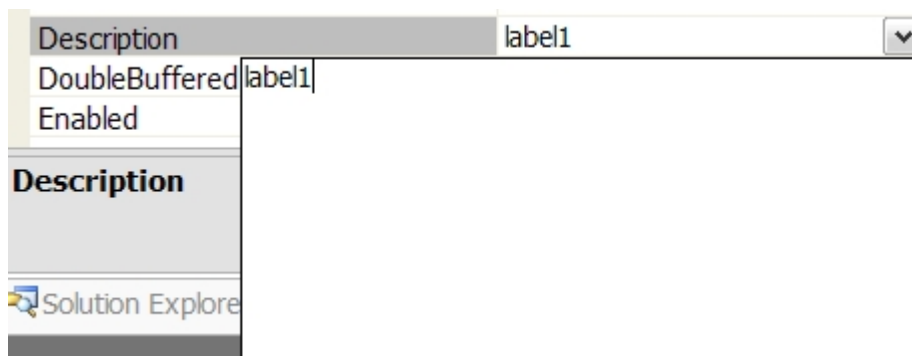 Description label1
DoubleBuffered label1
Enabled
Description
Solution Explore